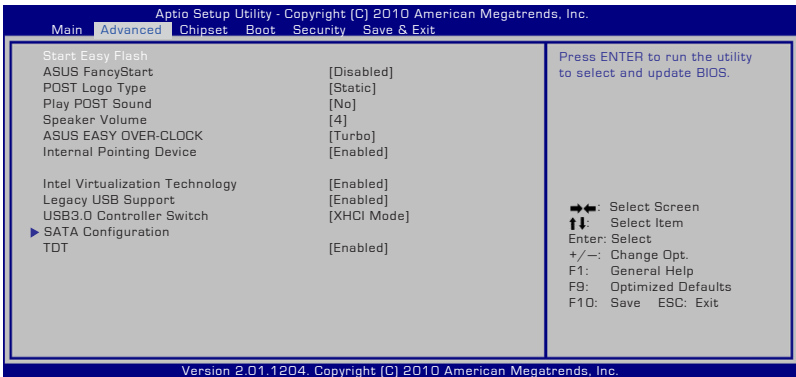 Aptio Setup Utility - Copyright (C) 2010 American Megatrends, Inc.
Main Advanced Chipset Boot Security Save & Exit
Start Easy Flash
ASUS FancyStart [Disabled]
POST Logo Type [Static]
Play POST Sound [No]
Speaker Volume [4]
ASUS EASY OVER-CLOCK [Turbo]
Internal Pointing Device [Enabled]
Intel Virtualization Technology [Enabled]
Legacy USB Support [Enabled]
USB3.0 Controller Switch [XHCI Mode]
SATA Configuration
TDT [Enabled]
Press ENTER to run the utility
to select and update BIOS.
→←: Select Screen
↑↓: Select Item
Enter: Select
+/—: Change Opt.
F1: General Help
F9: Optimized Defaults
F10: Save ESC: Exit
Version 2.01.1204. Copyright (C) 2010 American Megatrends, Inc.